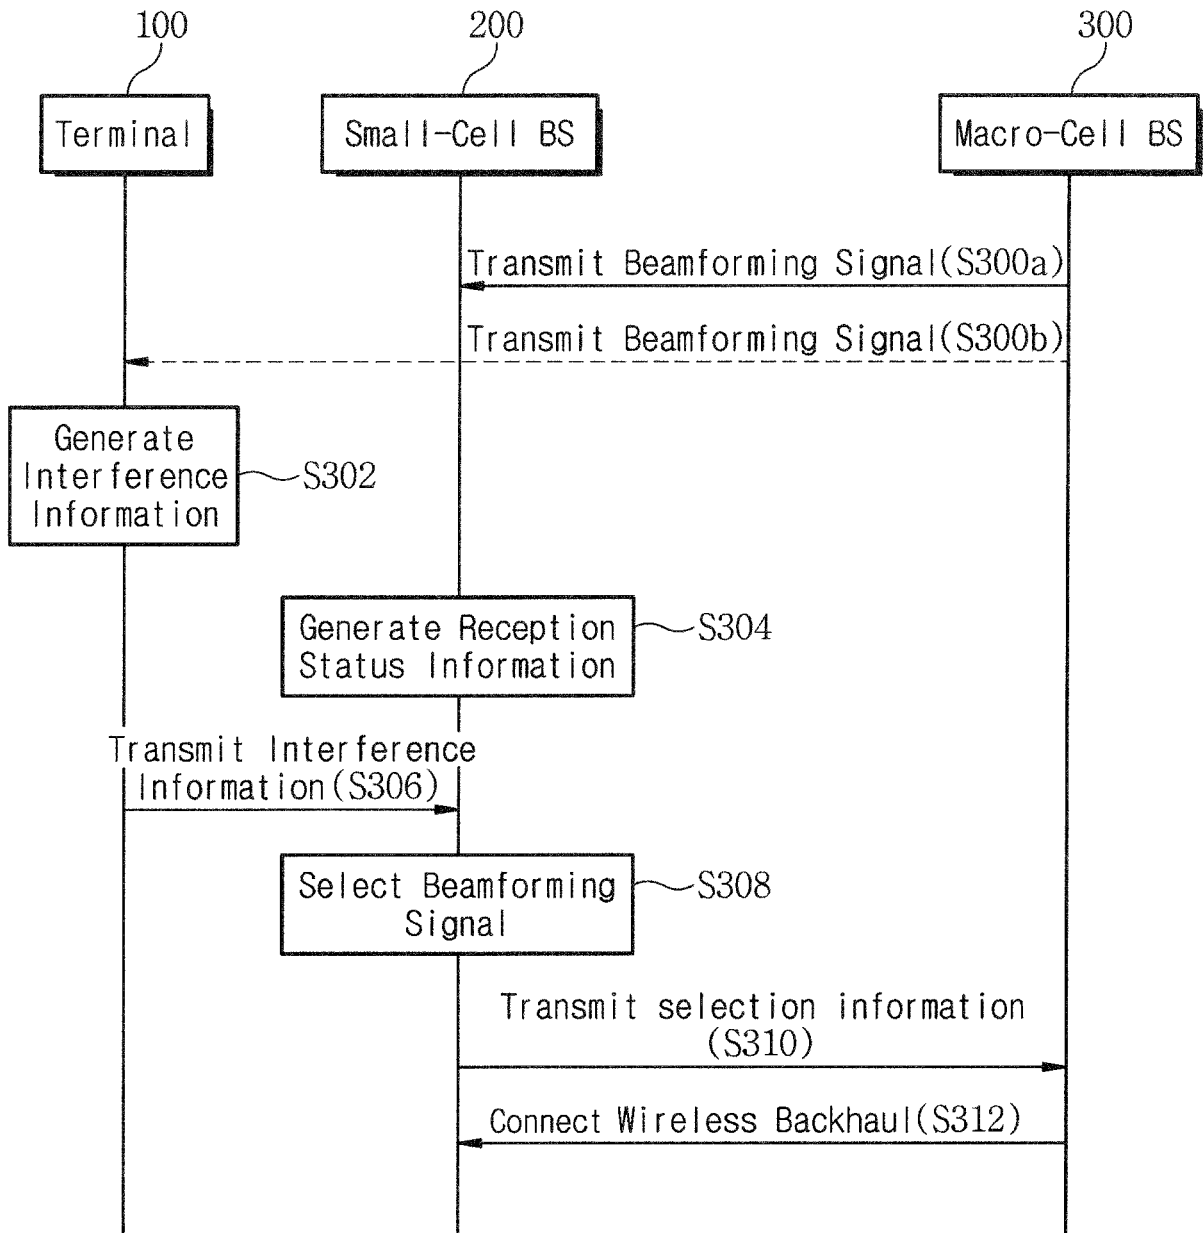 100
200
300
Terminal
Small-Cell BS
Macro-Cell BS
Transmit Beamforming Signal(S300a)
Transmit Beamforming Signal(S300b)
Generate
Interference
Information
S302
Generate Reception
Status Information
S304
Transmit Interference
Information(S306)
Select Beamforming
Signal
S308
Transmit selection information
(S310)
Connect Wireless Backhaul(S312)